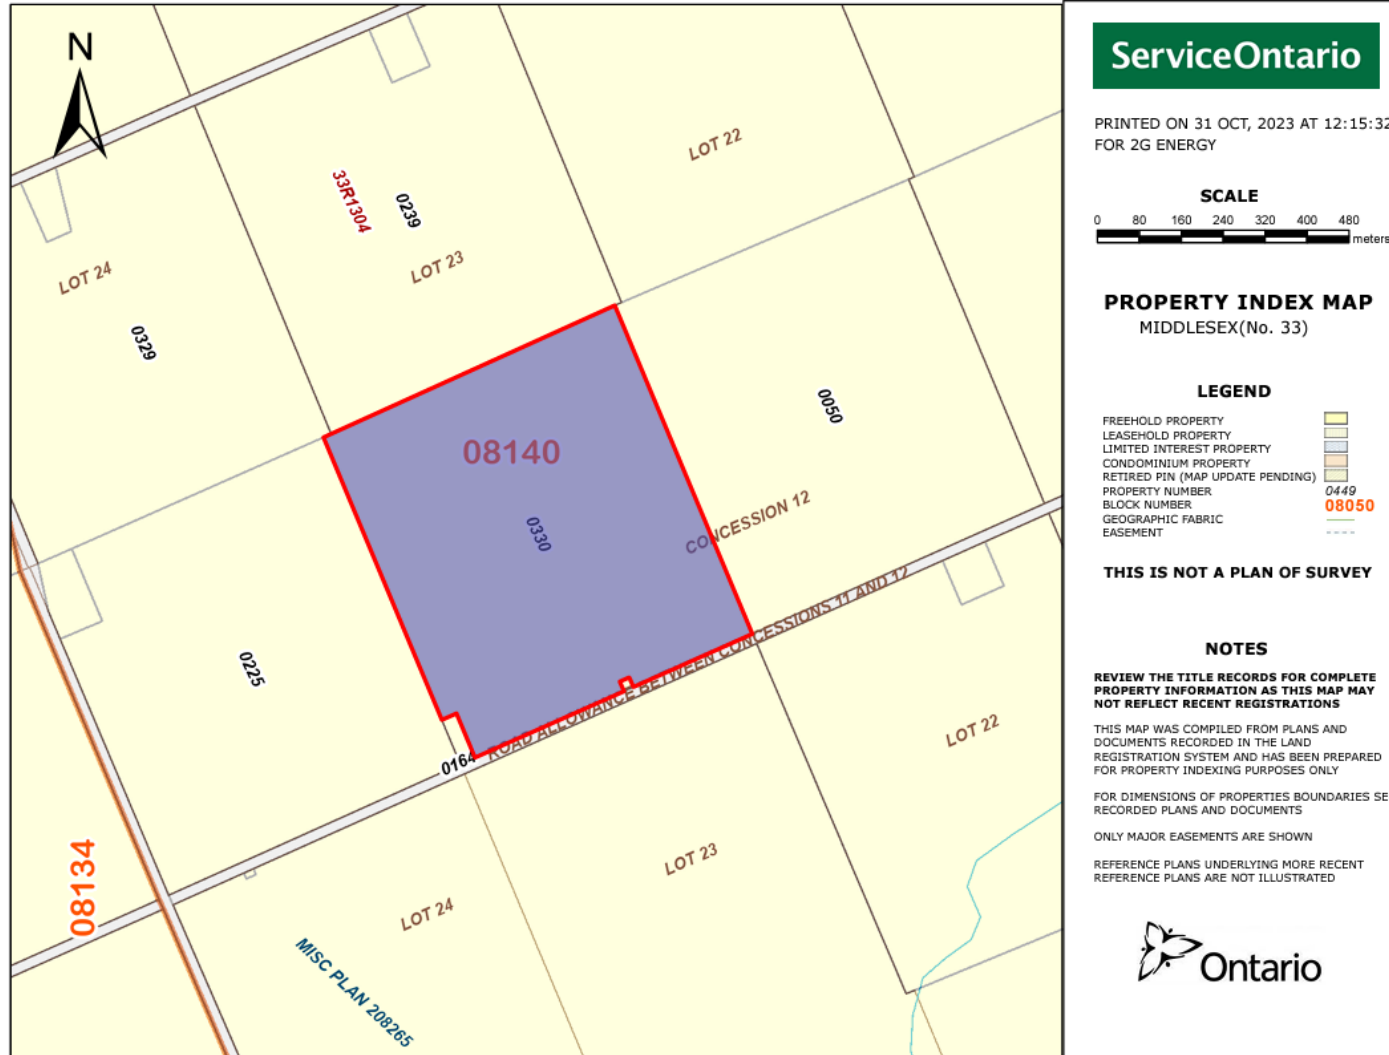 N
LOT 22
33R1304
0239
LOT 23
LOT 24
0329
0050
08140
0330
CONCESSION 12
ROAD ALLOWANCE BETWEEN CONCESSIONS 11 AND 12
0225
0164
LOT 22
LOT 23
LOT 24
08134
MISC PLAN 208265
ServiceOntario
PRINTED ON 31 OCT, 2023 AT 12:15:32
FOR 2G ENERGY
SCALE
0 80 160 240 320 400 480
meters
PROPERTY INDEX MAP
MIDDLESEX(No. 33)
LEGEND
FREEHOLD PROPERTY
LEASEHOLD PROPERTY
LIMITED INTEREST PROPERTY
CONDOMINIUM PROPERTY
RETIRED PIN (MAP UPDATE PENDING)
PROPERTY NUMBER 0449
BLOCK NUMBER 08050
GEOGRAPHIC FABRIC
EASEMENT
THIS IS NOT A PLAN OF SURVEY
NOTES
REVIEW THE TITLE RECORDS FOR COMPLETE
PROPERTY INFORMATION AS THIS MAP MAY
NOT REFLECT RECENT REGISTRATIONS
THIS MAP WAS COMPILED FROM PLANS AND
DOCUMENTS RECORDED IN THE LAND
REGISTRATION SYSTEM AND HAS BEEN PREPARED
FOR PROPERTY INDEXING PURPOSES ONLY
FOR DIMENSIONS OF PROPERTIES BOUNDARIES SE
RECORDED PLANS AND DOCUMENTS
ONLY MAJOR EASEMENTS ARE SHOWN
REFERENCE PLANS UNDERLYING MORE RECENT
REFERENCE PLANS ARE NOT ILLUSTRATED
Ontario